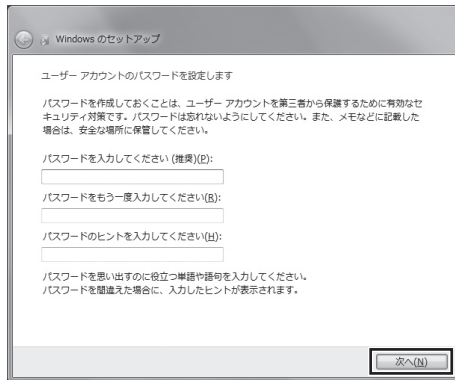 Windows のセットアップ
ユーザー アカウントのパスワードを設定します
パスワードを作成しておくことは、ユーザー アカウントを第三者から保護するために有効なセ
キュリティ対策です。パスワードは忘れないようにしてください。また、メモなどに記載した
場合は、安全な場所に保管してください。
パスワードを入力してください (推奨)(P):
パスワードをもう一度入力してください(R):
パスワードのヒントを入力してください(H):
パスワードを思い出すのに役立つ単語や語句を入力してください。
パスワードを間違えた場合に、入力したヒントが表示されます。
次へ(N)